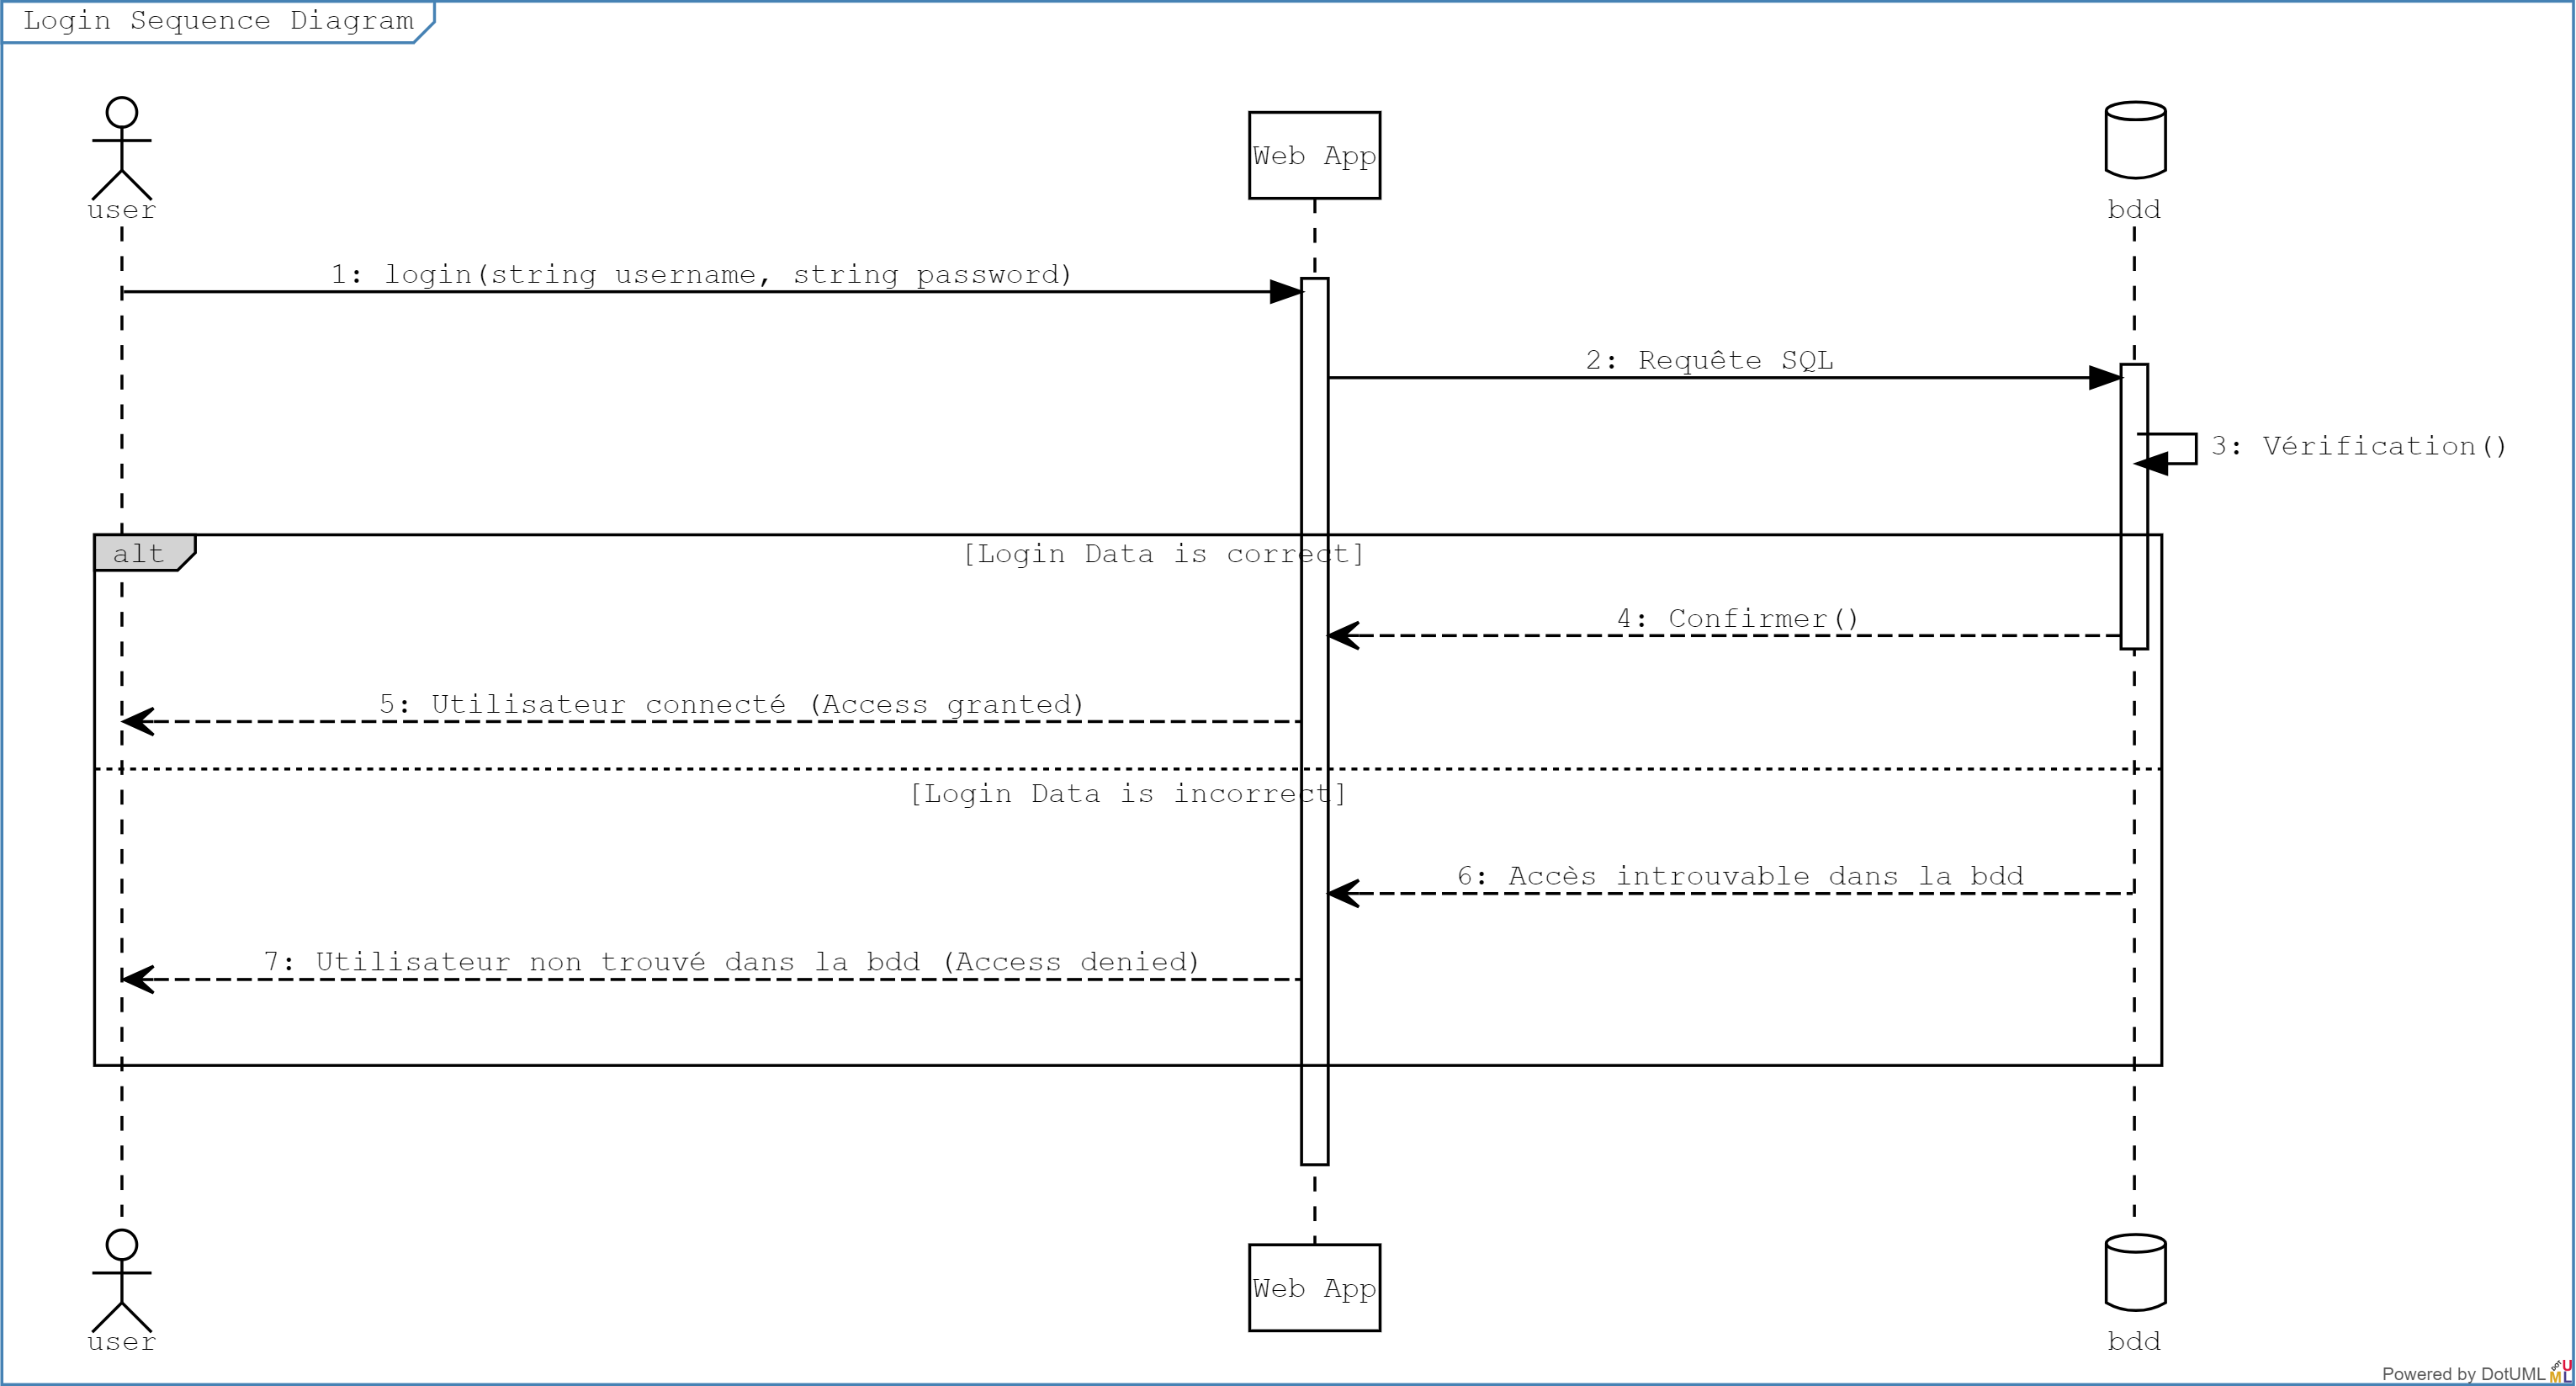 Login Sequence Diagram
user
Web App
bdd
1: login(string username, string password)
2: Requête SQL
3: Vérification()
alt
[Login Data is correct]
4: Confirmer()
5: Utilisateur connecté (Access granted)
[Login Data is incorrect]
6: Accès introuvable dans la bdd
7: Utilisateur non trouvé dans la bdd (Access denied)
user
Web App
bdd
Powered by DotUML
DOT UML